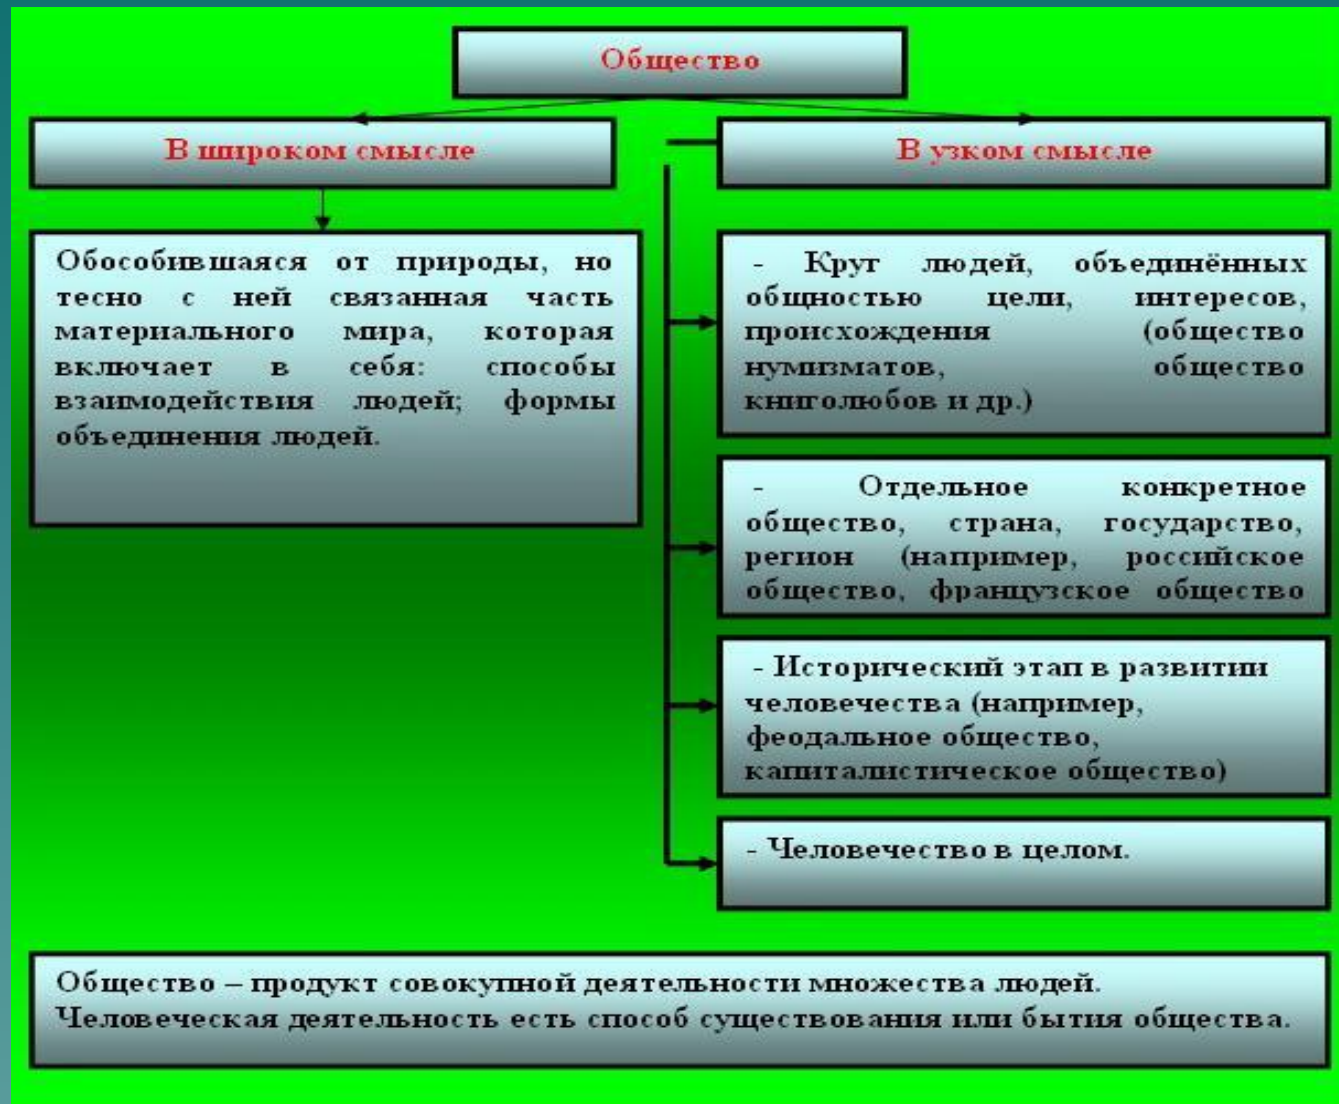 Общество
В широком смысле
Обособившаяся от природы, но
тесно с ней связанная часть
материального мира, которая
включает в себя: способы
взаимодействия людей; формы
объединения людей.
В узком смысле
- Круг людей, объединённых
общностью цели, интересов,
происхождения (общество
нумизматов, общество
книголюбов и др.)
- Отдельное конкретное
общество, страна, государство,
регион (например, российское
общество, французское общество
- Исторический этап в развитии
человечества (например,
феодальное общество,
капиталистическое общество)
- Человечество в целом.
Общество – продукт совокупной деятельности множества людей.
Человеческая деятельность есть способ существования или бытия общества.